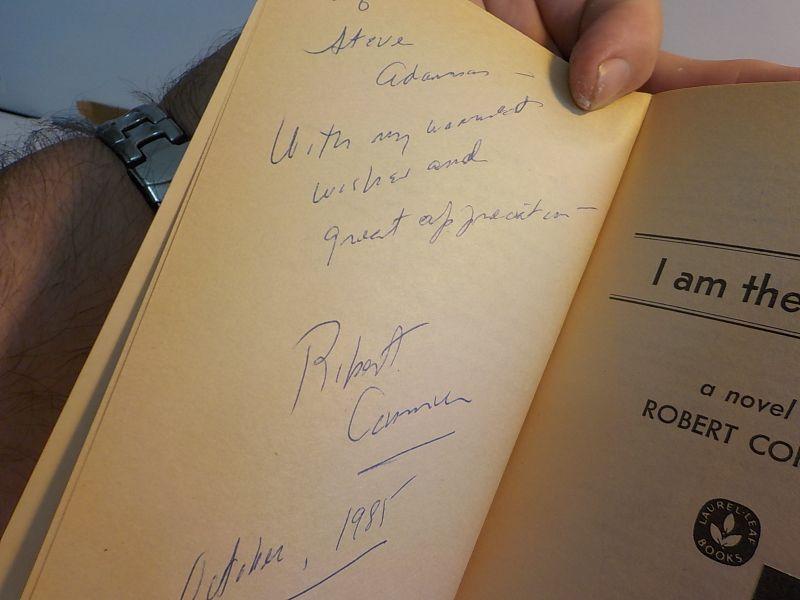 Steve
Adams —
With my warmest
wishes and
great appreciation —
Robert
Cormier
October, 1985
I am the
a novel
ROBERT COR
LAUREL-LEAF
BOOKS